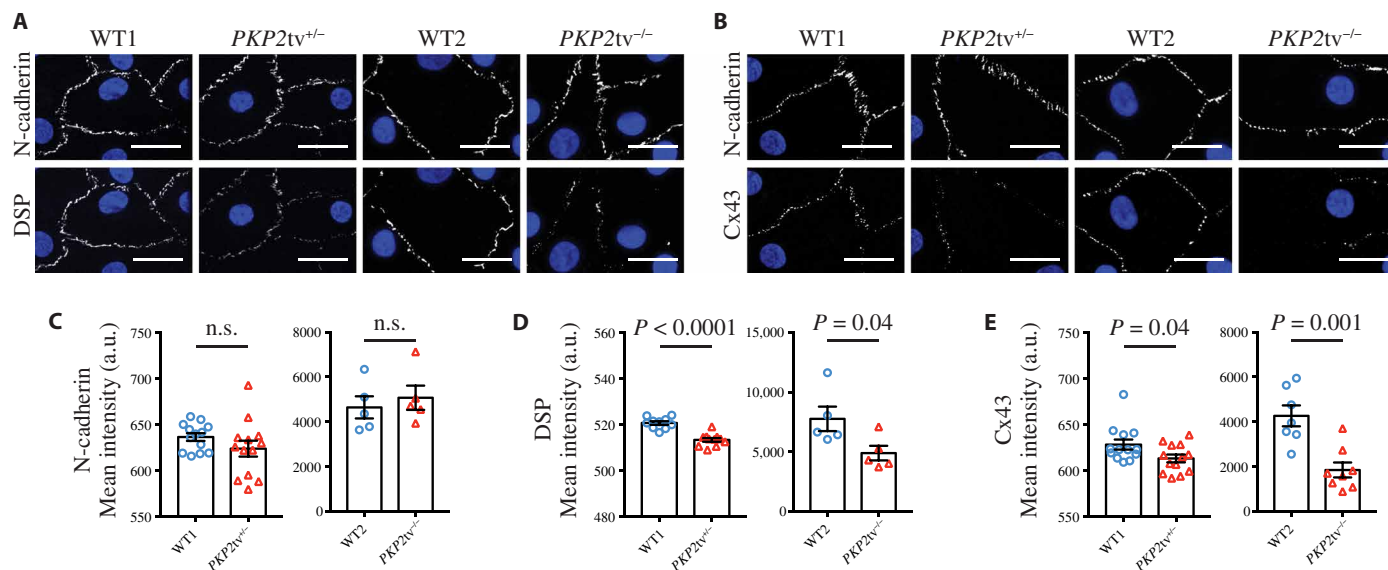 A
WT1 PKP2tv+/− WT2 PKP2tv−/−
N-cadherin
DSP
B
WT1 PKP2tv+/− WT2 PKP2tv−/−
N-cadherin
Cx43
C
N-cadherin
Mean intensity (a.u.)
750
700
650
600
550
n.s.
WT1 PKP2tv+/−
8000
6000
4000
2000
0
n.s.
WT2 PKP2tv−/−
D
DSP
Mean intensity (a.u.)
560
540
520
500
480
P < 0.0001
WT1 PKP2tv+/−
15,000
10,000
5,000
0
P = 0.04
WT2 PKP2tv−/−
E
Cx43
Mean intensity (a.u.)
750
700
650
600
550
P = 0.04
WT1 PKP2tv+/−
8000
6000
4000
2000
0
P = 0.001
WT2 PKP2tv−/−